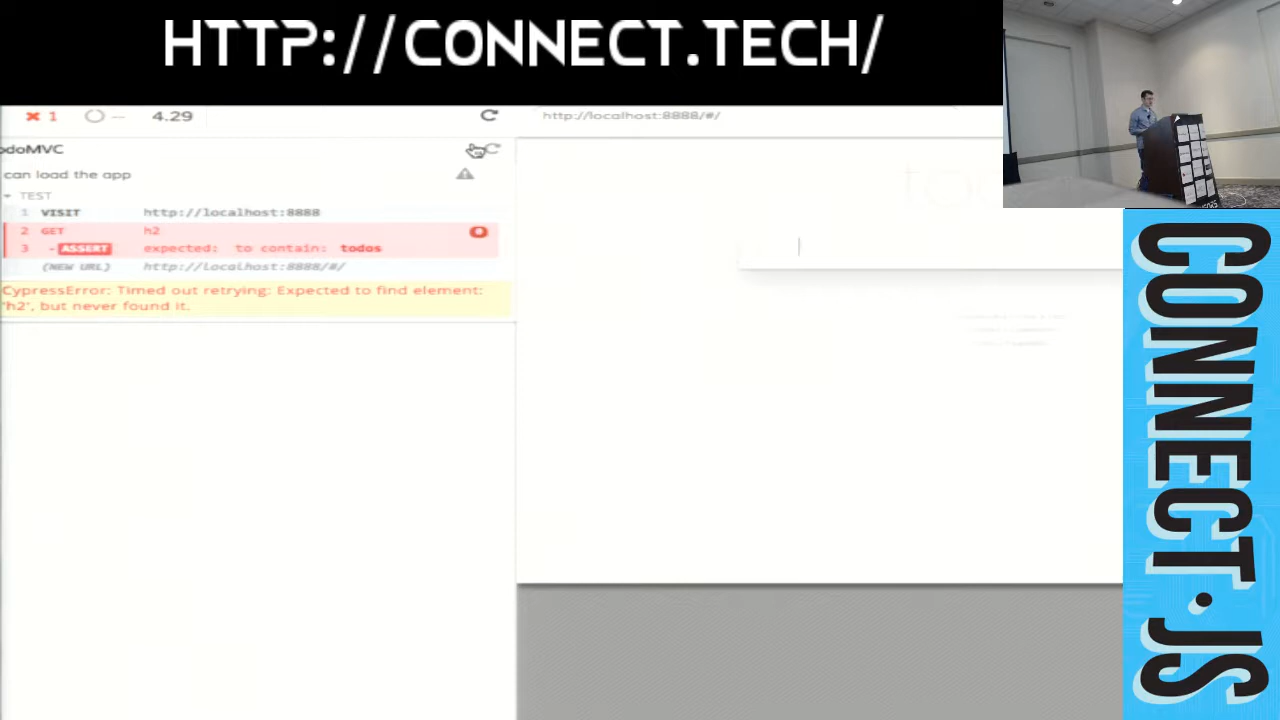 HTTP://CONNECT.TECH/
✖ 1 -- 4.29
http://localhost:8888/#/
odoMVC
can load the app
TEST
1 VISIT http://localhost:8888
2 GET h2 0
3 - ASSERT expected: to contain: todos
(NEW URL) http://localhost:8888/#/
CypressError: Timed out retrying: Expected to find element:
'h2', but never found it.
CONNECT.JS